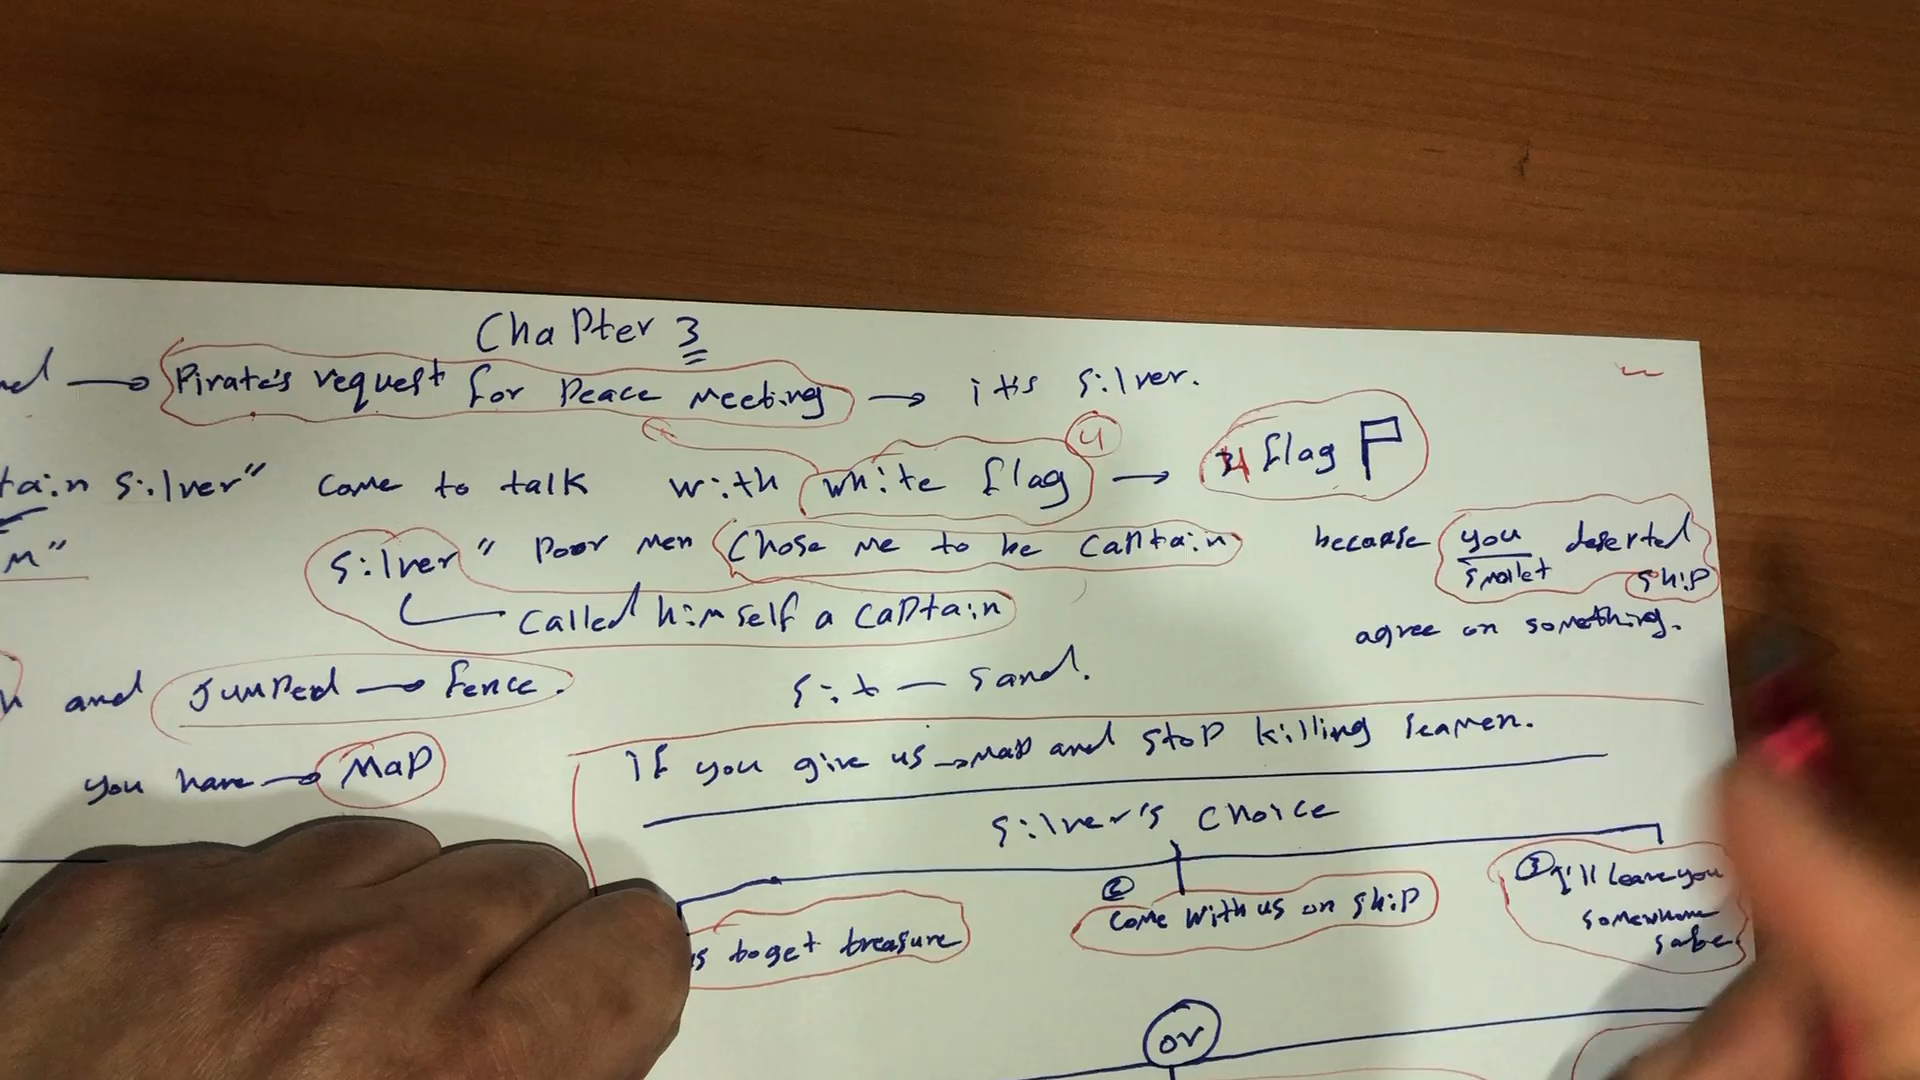 Chapter 3
Pirate's request for Peace Meeting → it's Silver.
Silver" come to talk with white flag → 4 flag
4
Silver" Poor men Chose me to be captain because you deserted
Smollet ship
called himself a captain agree on something.
and Jumped → fence. sit — sand.
you have → MaP If you give us → map and stop killing seamen.
Silver's choice
to get treasure ② come with us on ship ③ I'll leave you
somewhere
safe
or